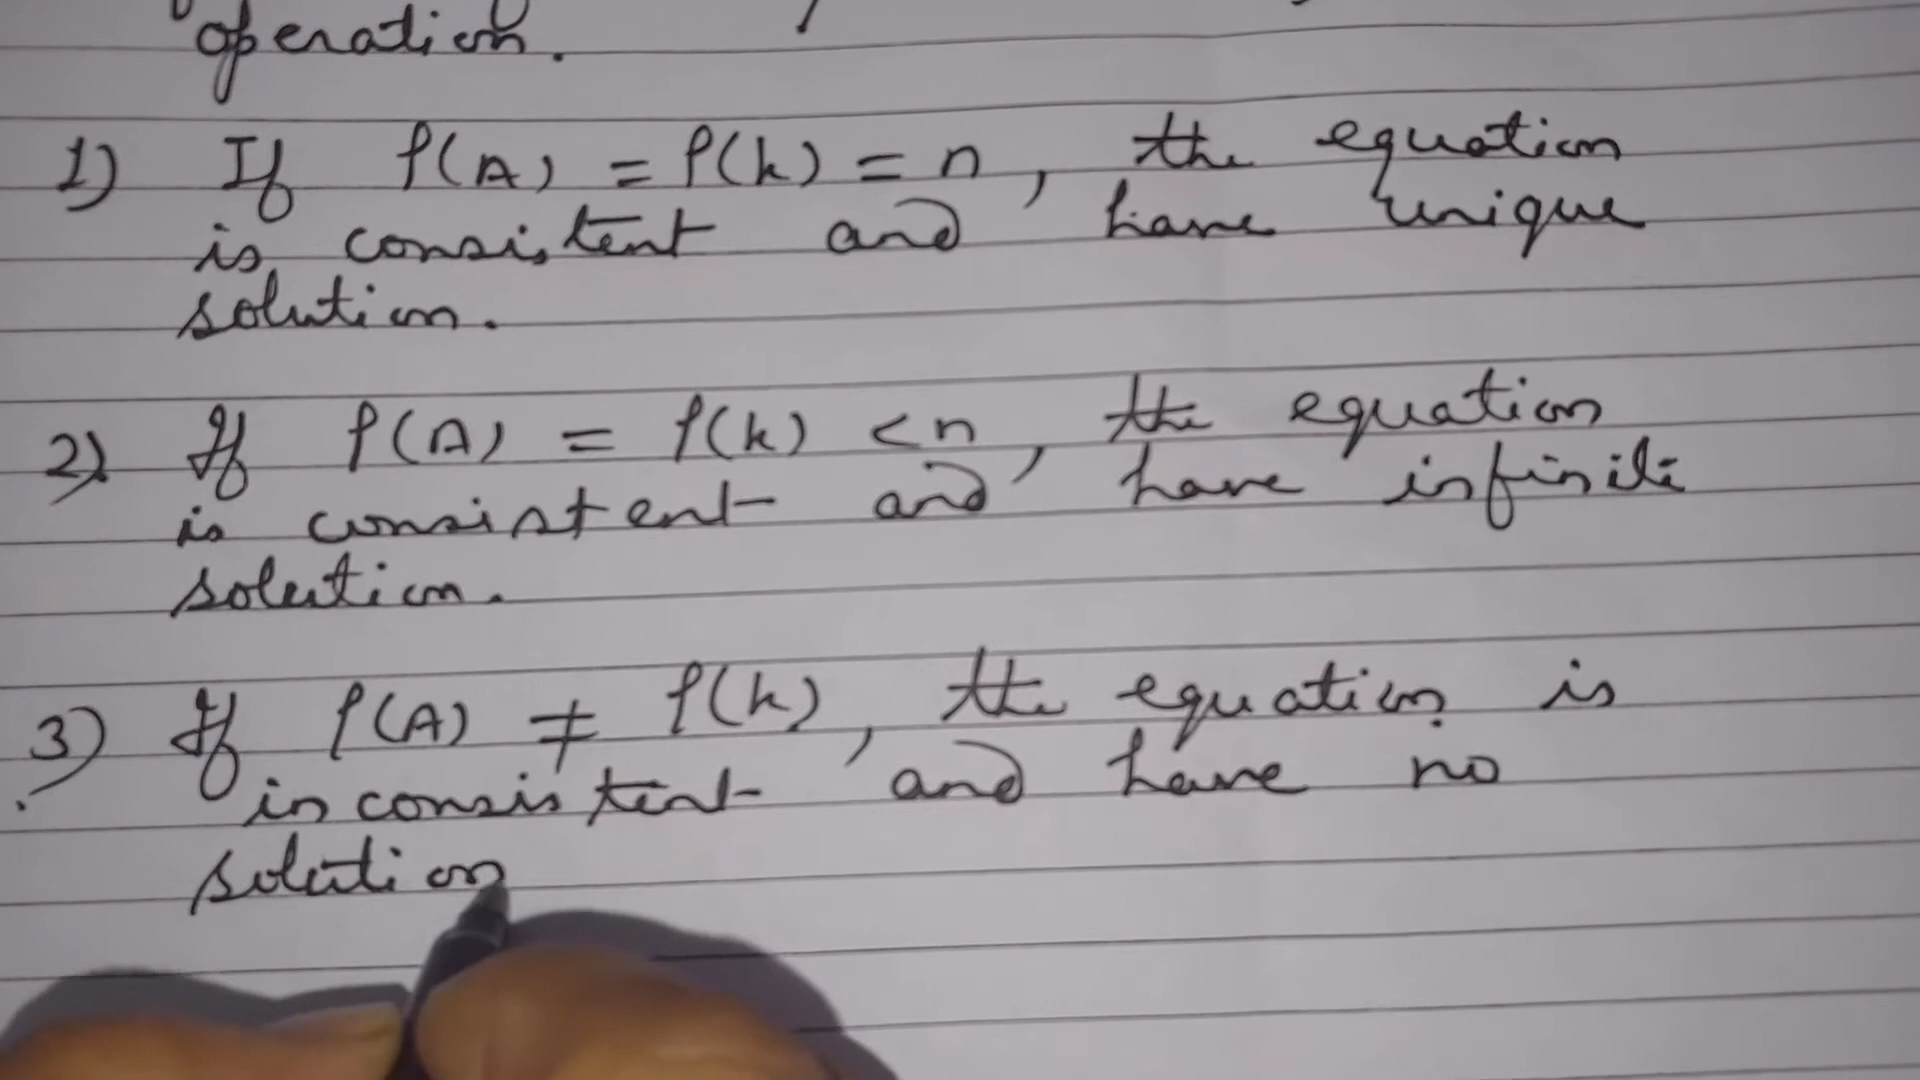 operation.
1) If ρ(A) = ρ(k) = n, the equation
is consistent and have unique
solution.
2) If ρ(A) = ρ(k) < n, the equation
is consistent and have infinite
solution.
3) If ρ(A) ≠ ρ(k), the equation is
inconsistent and have no
solution